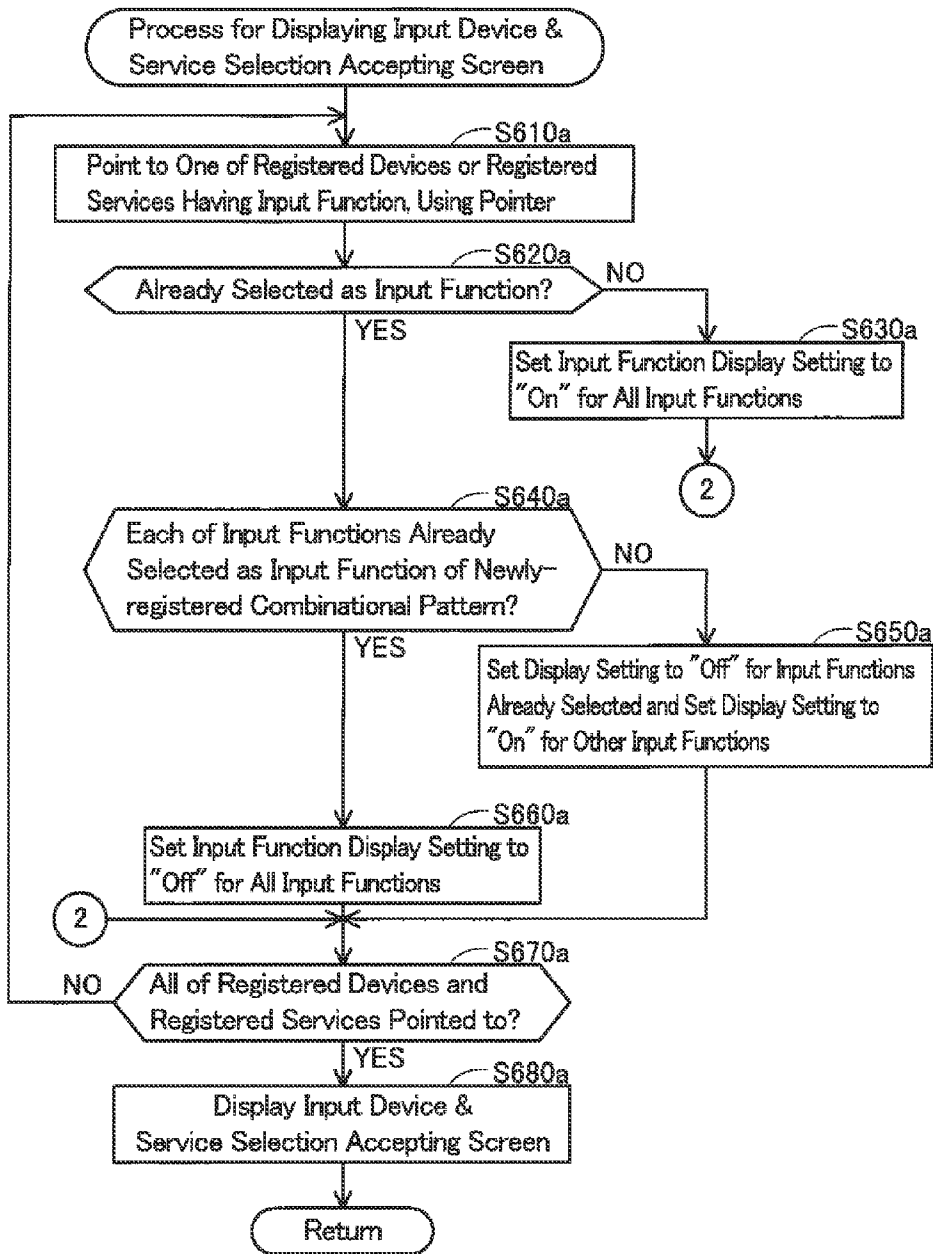 Process for Displaying Input Device &
Service Selection Accepting Screen
S610a
Point to One of Registered Devices or Registered
Services Having Input Function, Using Pointer
S620a
Already Selected as Input Function?
NO
YES
S630a
Set Input Function Display Setting to
"On" for All Input Functions
2
S640a
Each of Input Functions Already
Selected as Input Function of Newly-
registered Combinational Pattern?
NO
YES
S650a
Set Display Setting to "Off" for Input Functions
Already Selected and Set Display Setting to
"On" for Other Input Functions
S660a
Set Input Function Display Setting to
"Off" for All Input Functions
2
S670a
NO
All of Registered Devices and
Registered Services Pointed to?
YES
S680a
Display Input Device &
Service Selection Accepting Screen
Return